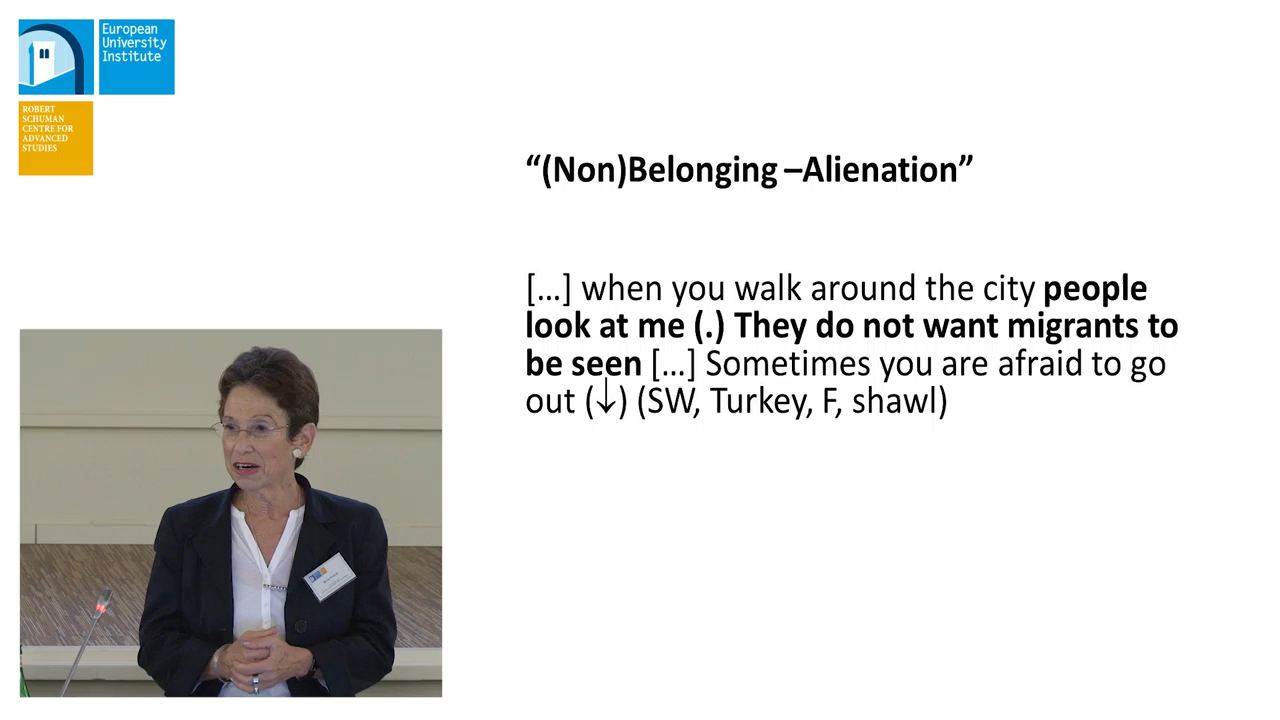 European
University
Institute
ROBERT
SCHUMAN
CENTRE FOR
ADVANCED
STUDIES
“(Non)Belonging –Alienation”
[…] when you walk around the city people
look at me (.) They do not want migrants to
be seen […] Sometimes you are afraid to go
out (↓) (SW, Turkey, F, shawl)